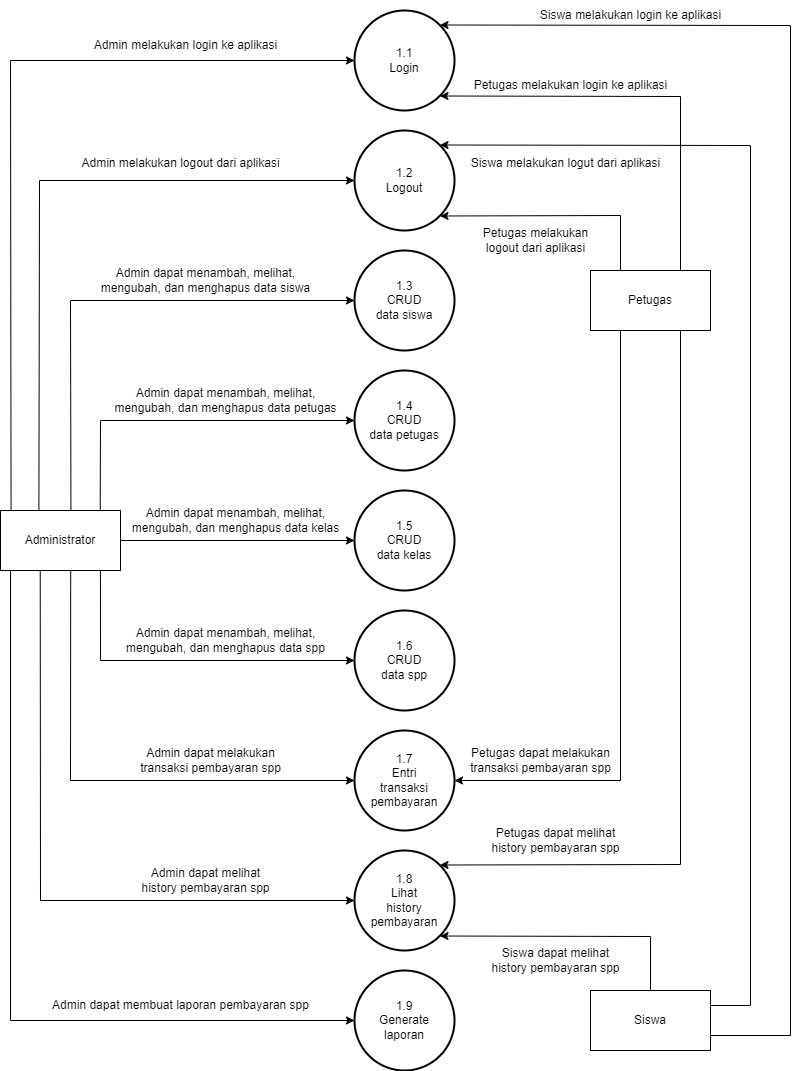 Siswa melakukan login ke aplikasi
Admin melakukan login ke aplikasi
1.1
Login
Petugas melakukan login ke aplikasi
Admin melakukan logout dari aplikasi
1.2
Logout
Siswa melakukan logut dari aplikasi
Petugas melakukan
logout dari aplikasi
Admin dapat menambah, melihat,
mengubah, dan menghapus data siswa
1.3
CRUD
data siswa
Petugas
Admin dapat menambah, melihat,
mengubah, dan menghapus data petugas
1.4
CRUD
data petugas
Administrator
Admin dapat menambah, melihat,
mengubah, dan menghapus data kelas
1.5
CRUD
data kelas
Admin dapat menambah, melihat,
mengubah, dan menghapus data spp
1.6
CRUD
data spp
Admin dapat melakukan
transaksi pembayaran spp
1.7
Entri
transaksi
pembayaran
Petugas dapat melakukan
transaksi pembayaran spp
Petugas dapat melihat
history pembayaran spp
Admin dapat melihat
history pembayaran spp
1.8
Lihat
history
pembayaran
Siswa dapat melihat
history pembayaran spp
Admin dapat membuat laporan pembayaran spp
1.9
Generate
laporan
Siswa